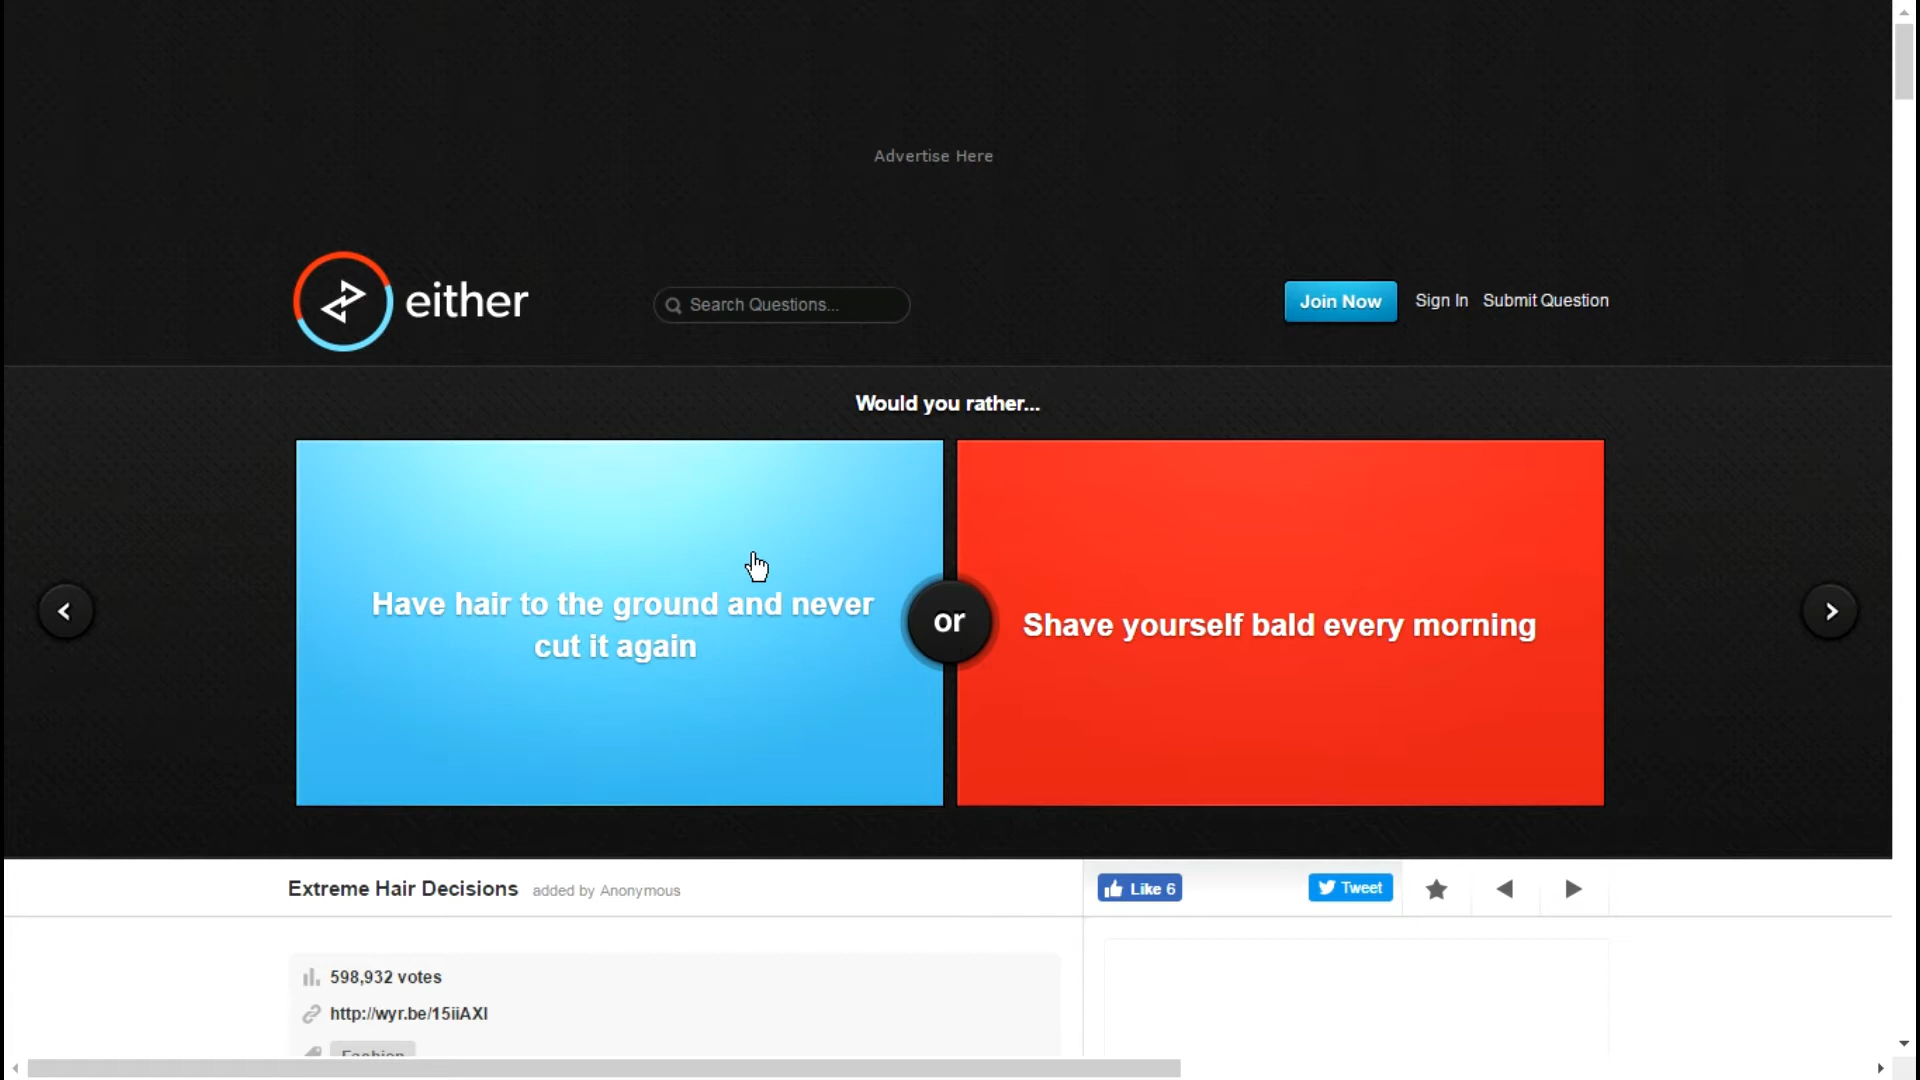 Advertise Here
either
Search Questions...
Join Now
Sign In
Submit Question
Would you rather...
Have hair to the ground and never
cut it again
or
Shave yourself bald every morning
Extreme Hair Decisions
added by Anonymous
Like 6
Tweet
598,932 votes
http://wyr.be/15iiAXI
Fashion